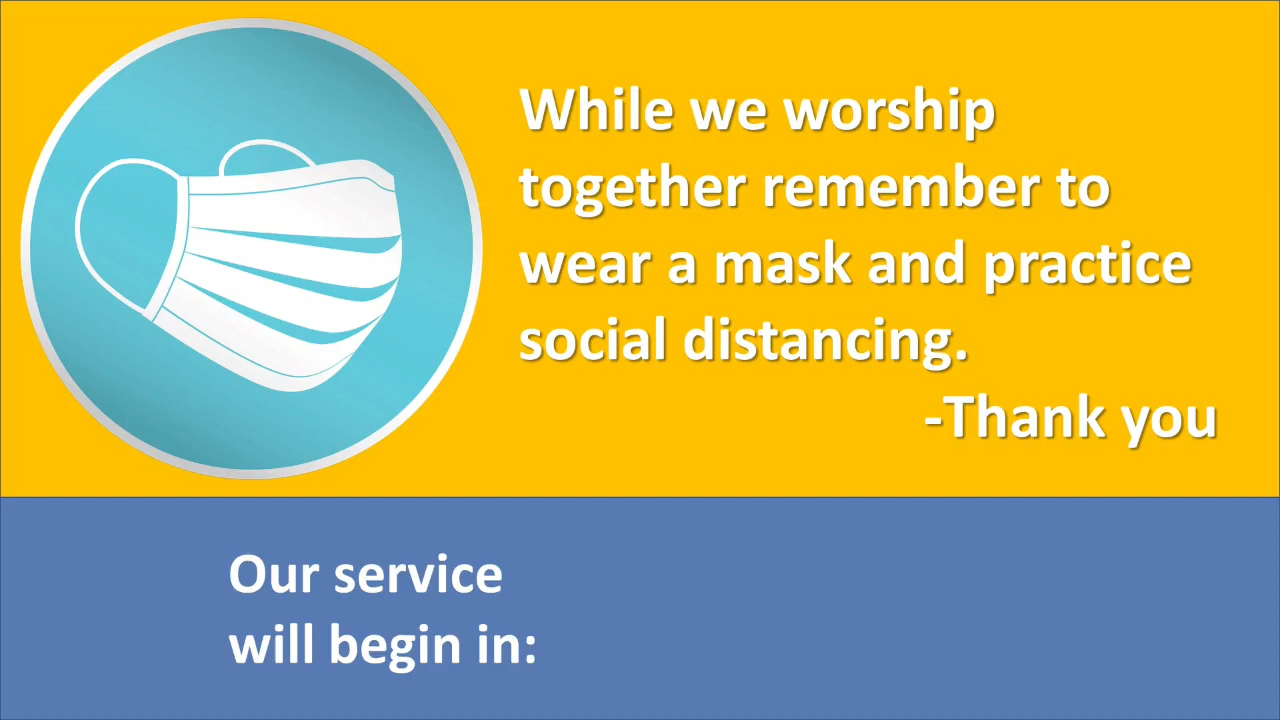 While we worship
together remember to
wear a mask and practice
social distancing.
-Thank you
Our service
will begin in: